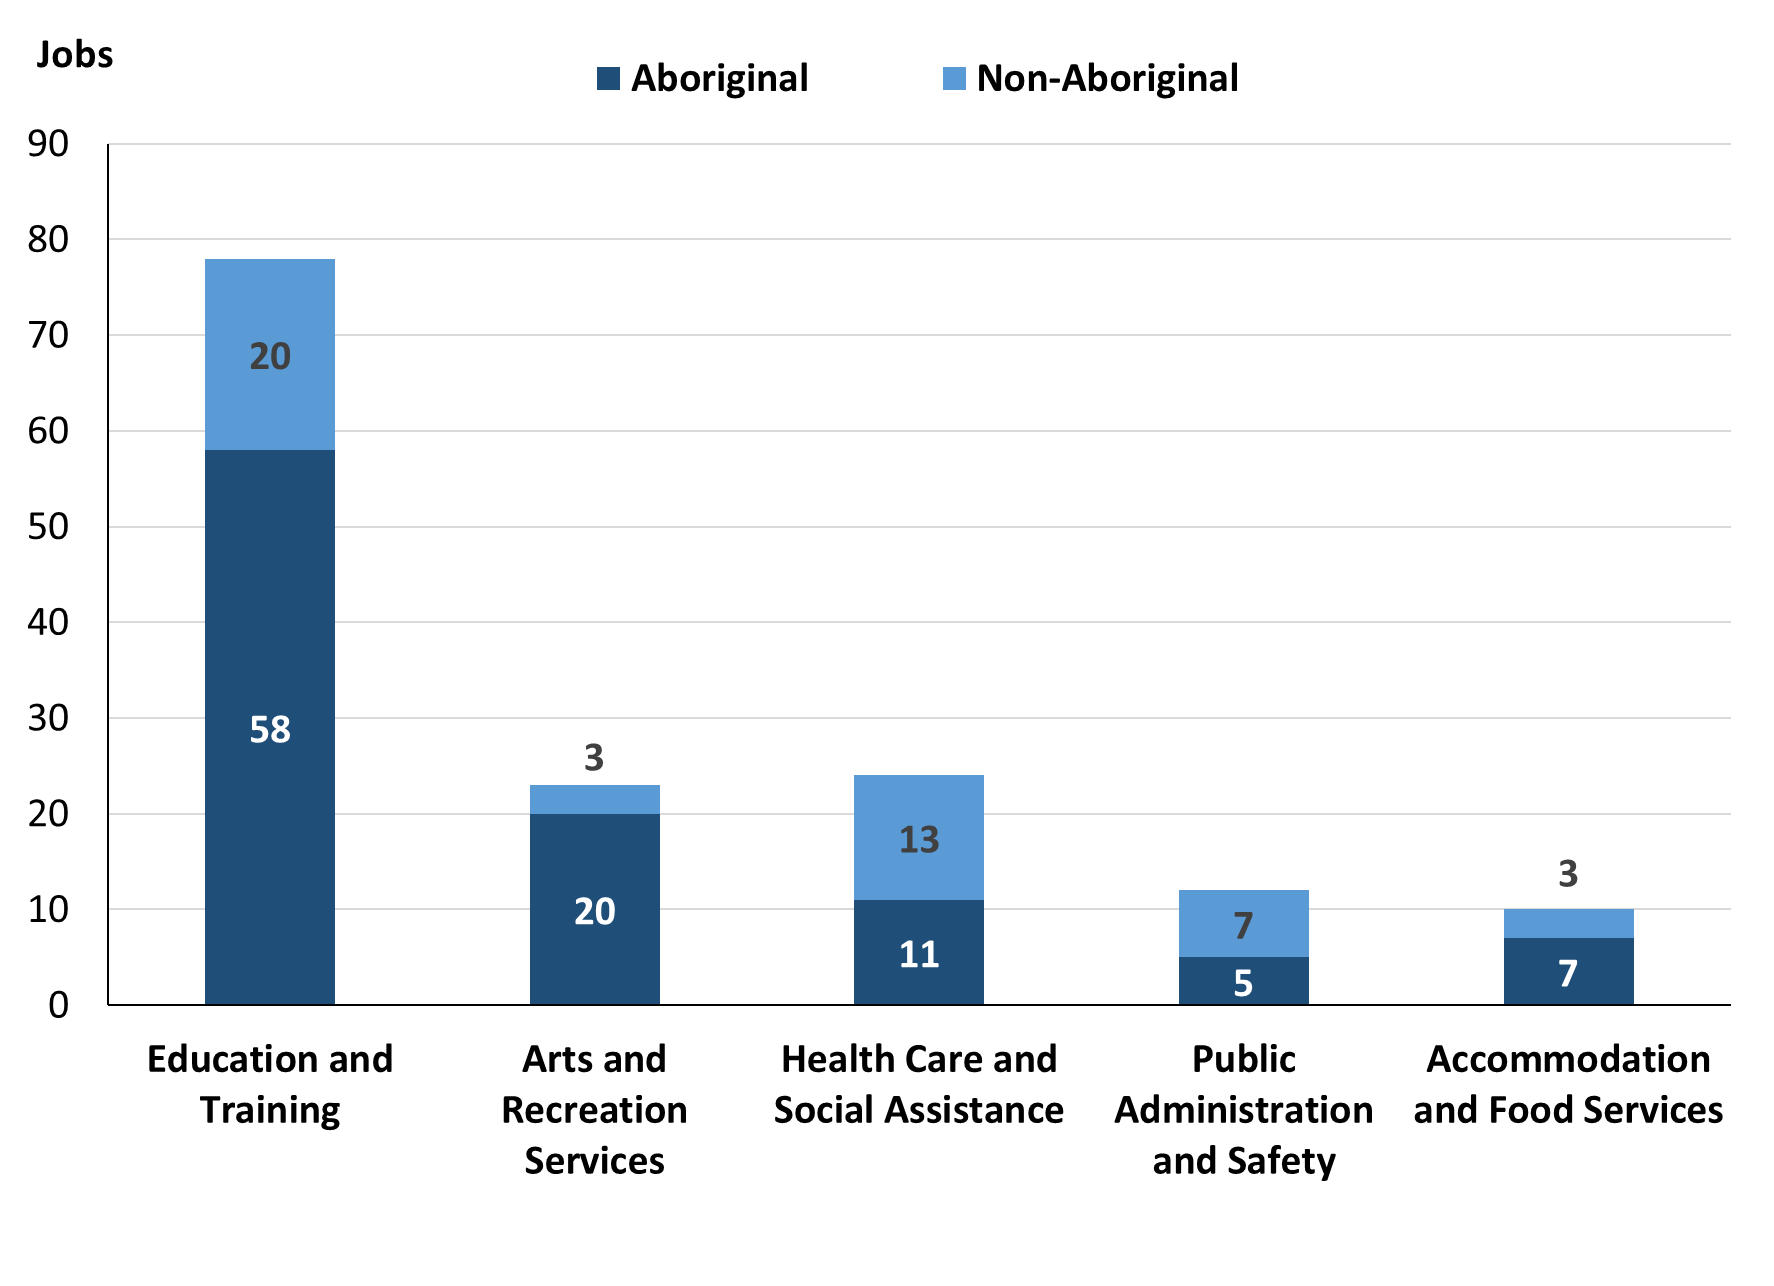 Jobs
Aboriginal
Non-Aboriginal
90
80
70
60
50
40
30
20
10
0
20
58
3
20
13
11
7
5
3
7
Education and
Training
Arts and
Recreation
Services
Health Care and
Social Assistance
Public
Administration
and Safety
Accommodation
and Food Services